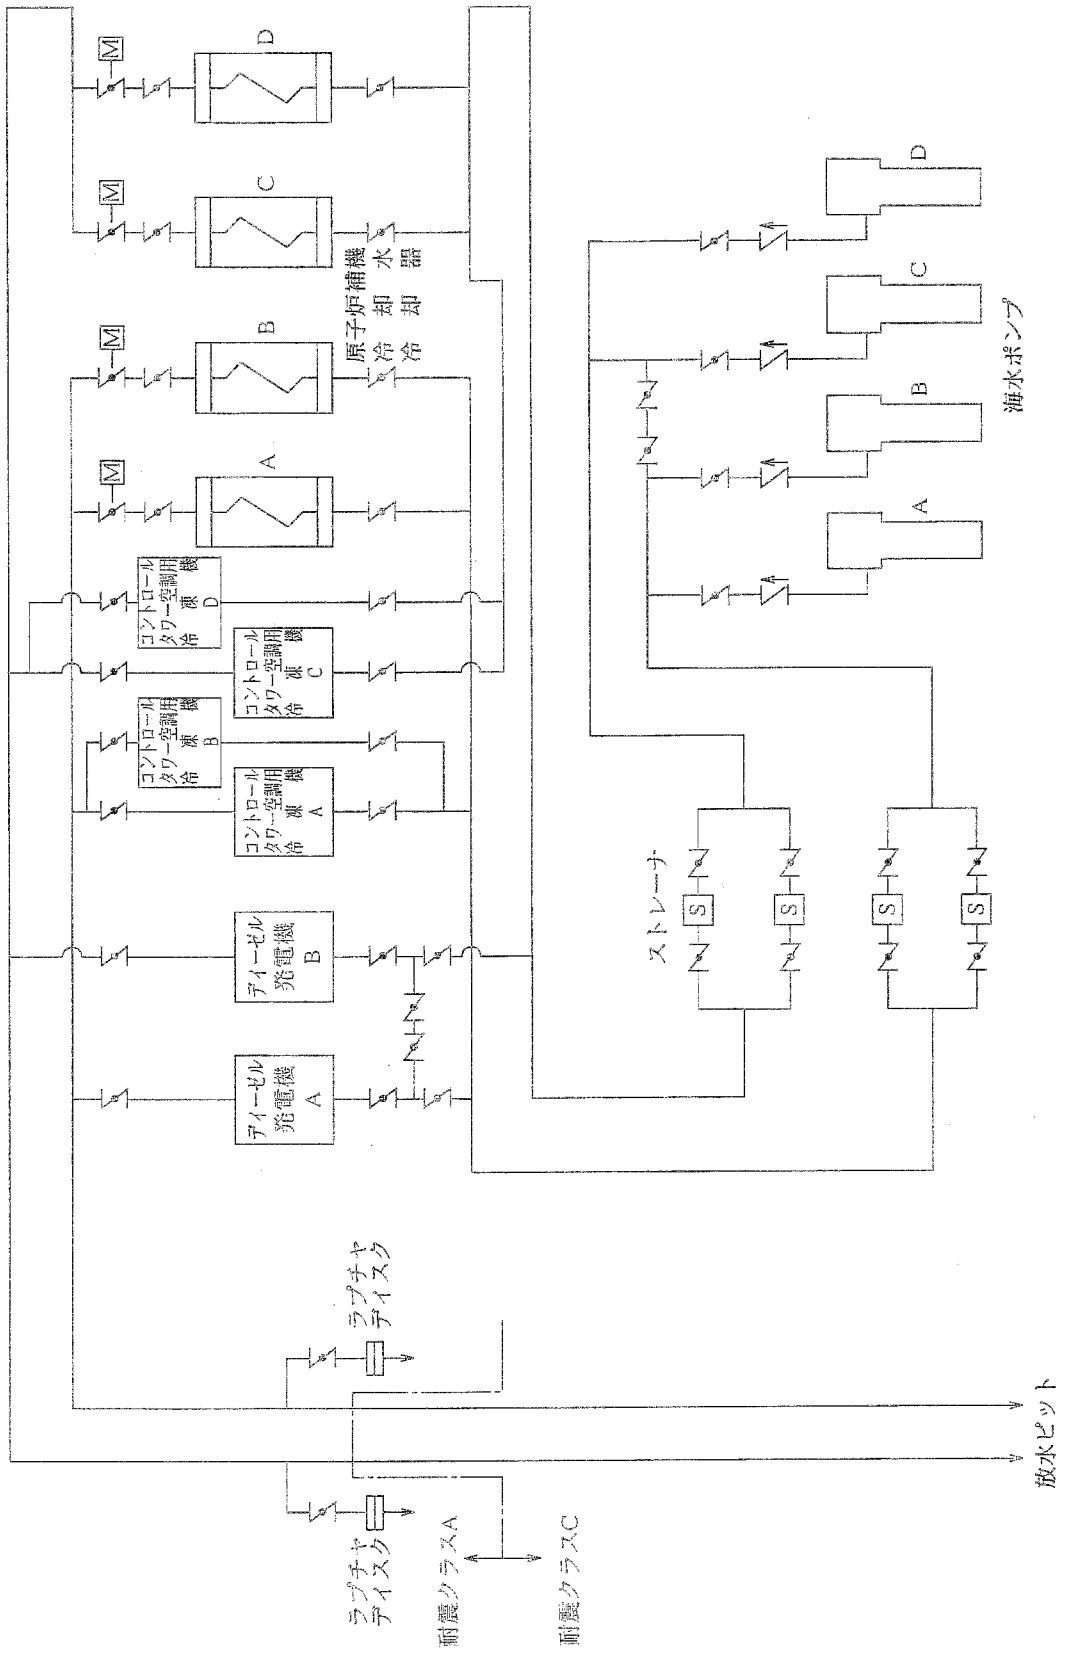 M
D
M
C
M
B
M
A
原子炉補機
冷却水
冷却器
コントロール
タワー空調用
冷凍機
D
コントロール
タワー空調用
冷凍機
C
コントロール
タワー空調用
冷凍機
B
コントロール
タワー空調用
冷凍機
A
ディーゼル
発電機
B
ディーゼル
発電機
A
D
C
B
A
海水ポンプ
ストレーナ
S
S
S
S
ラプチャ
ディスク
ラプチャ
ディスク
耐震クラスA
耐震クラスC
放水ピット